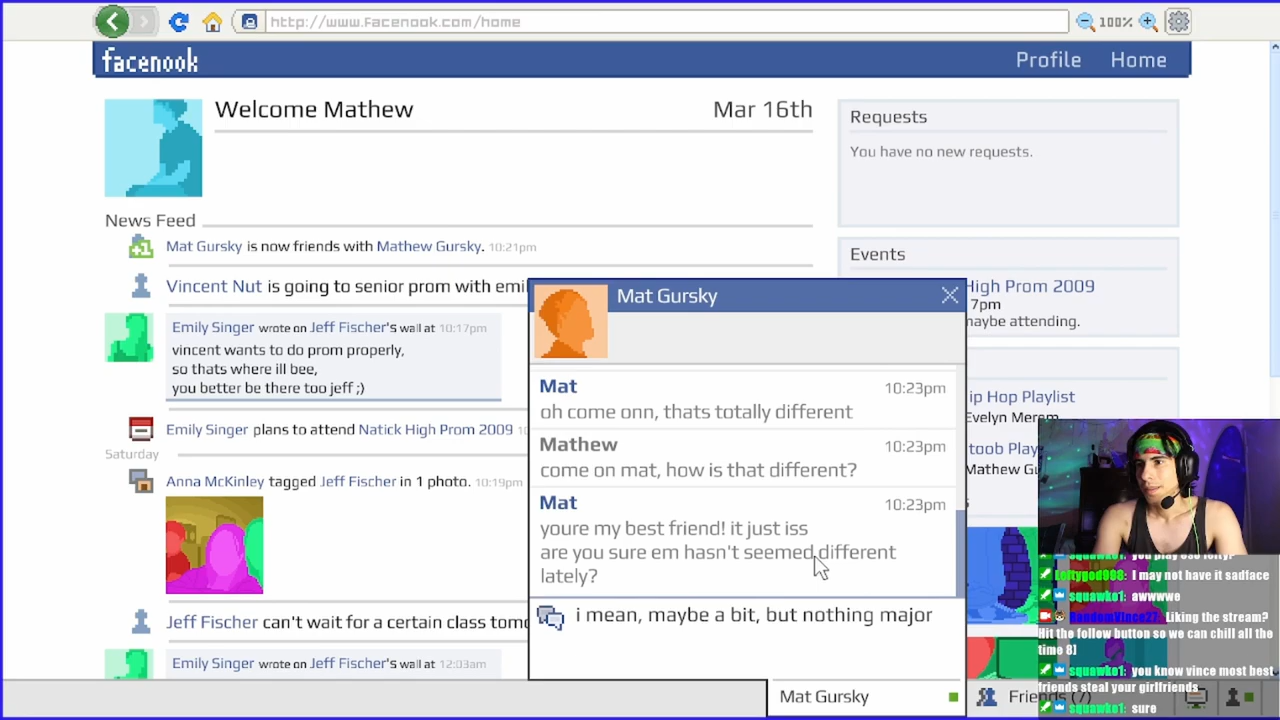 http://www.facenook.com/home
100%
facenook
Profile Home
Welcome Mathew
Mar 16th
Requests
You have no new requests.
News Feed
Mat Gursky is now friends with Mathew Gursky. 10:21pm
Events
High Prom 2009
7pm
maybe attending.
Vincent Nut is going to senior prom with emi
Emily Singer wrote on Jeff Fischer's wall at 10:17pm
vincent wants to do prom properly,
so thats where ill bee,
you better be there too jeff ;)
Emily Singer plans to attend Natick High Prom 2009
Saturday
Anna McKinley tagged Jeff Fischer in 1 photo. 10:19pm
Jeff Fischer can't wait for a certain class tomo
Emily Singer wrote on Jeff Fischer's wall at 12:03am
Mat Gursky
Mat 10:23pm
oh come onn, thats totally different
Mathew 10:23pm
come on mat, how is that different?
Mat 10:23pm
youre my best friend! it just iss
are you sure em hasn't seemed different
lately?
i mean, maybe a bit, but nothing major
ip Hop Playlist
Evelyn Merem
toob Play
Mathew Gu
Loftygod998: I may not have it sadface
squawko1: awwwwe
RandomVince27: Liking the stream?
Hit the follow button so we can chill all the
time 8]
squawko1: you know vince most best
friends steal your girlfriends
squawko1: sure
Mat Gursky
Friends (7)